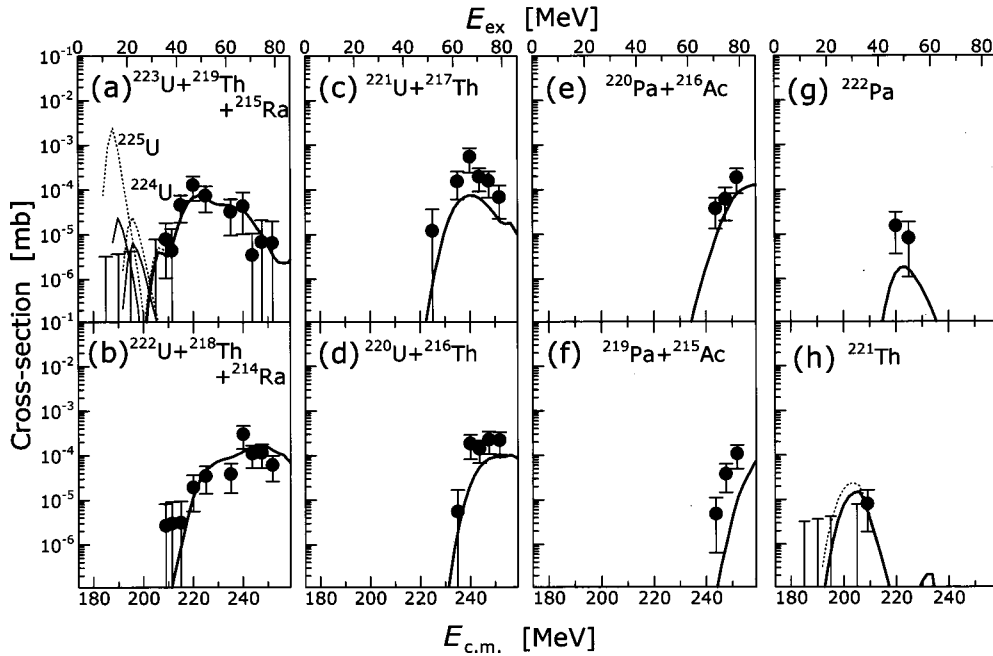 E_ex [MeV]
0 20 40 60 80 0 20 40 60 80 0 20 40 60 80 0 20 40 60 80
Cross-section [mb]
10^-1
10^-2
10^-3
10^-4
10^-5
10^-6
10^-1
10^-2
10^-3
10^-4
10^-5
10^-6
(a) ^223U+^219Th
+^215Ra
^225U
^224U
(c) ^221U+^217Th
(e) ^220Pa+^216Ac
(g) ^222Pa
(b) ^222U+^218Th
+^214Ra
(d) ^220U+^216Th
(f) ^219Pa+^215Ac
(h) ^221Th
180 200 220 240 180 200 220 240 180 200 220 240 180 200 220 240
E_c.m. [MeV]